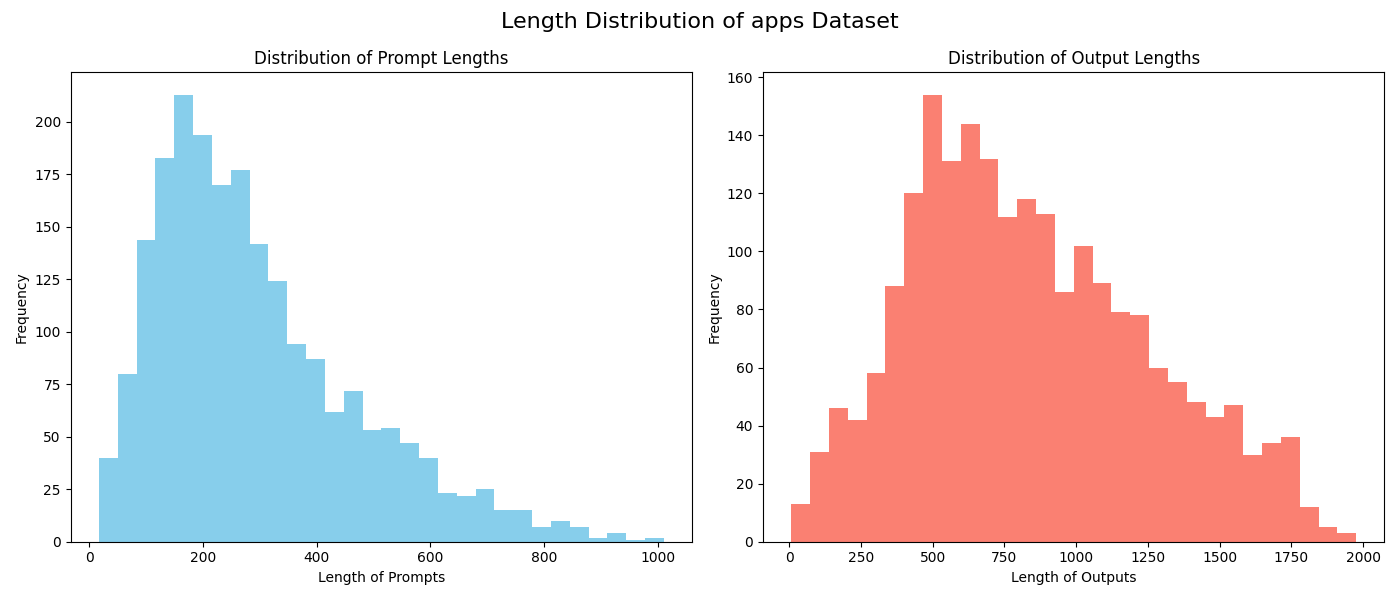 Length Distribution of apps Dataset
Distribution of Prompt Lengths
Frequency
200
175
150
125
100
75
50
25
0
0 200 400 600 800 1000
Length of Prompts
Distribution of Output Lengths
Frequency
160
140
120
100
80
60
40
20
0
0 250 500 750 1000 1250 1500 1750 2000
Length of Outputs